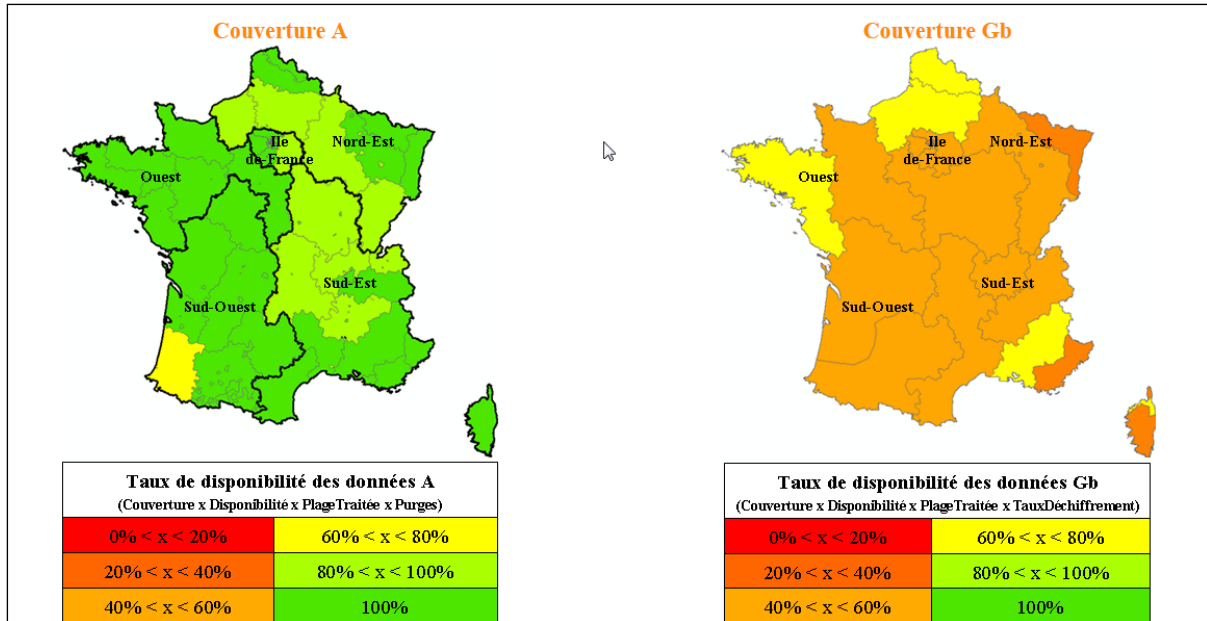 Couverture A
Ile
de-France
Nord-Est
Ouest
Sud-Est
Sud-Ouest
Taux de disponibilité des données A
(Couverture x Disponibilité x PlageTraitée x Purges)
0% < x < 20%
60% < x < 80%
20% < x < 40%
80% < x < 100%
40% < x < 60%
100%
Couverture Gb
Ile
de-France
Nord-Est
Ouest
Sud-Est
Sud-Ouest
Taux de disponibilité des données Gb
(Couverture x Disponibilité x PlageTraitée x TauxDéchiffrement)
0% < x < 20%
60% < x < 80%
20% < x < 40%
80% < x < 100%
40% < x < 60%
100%